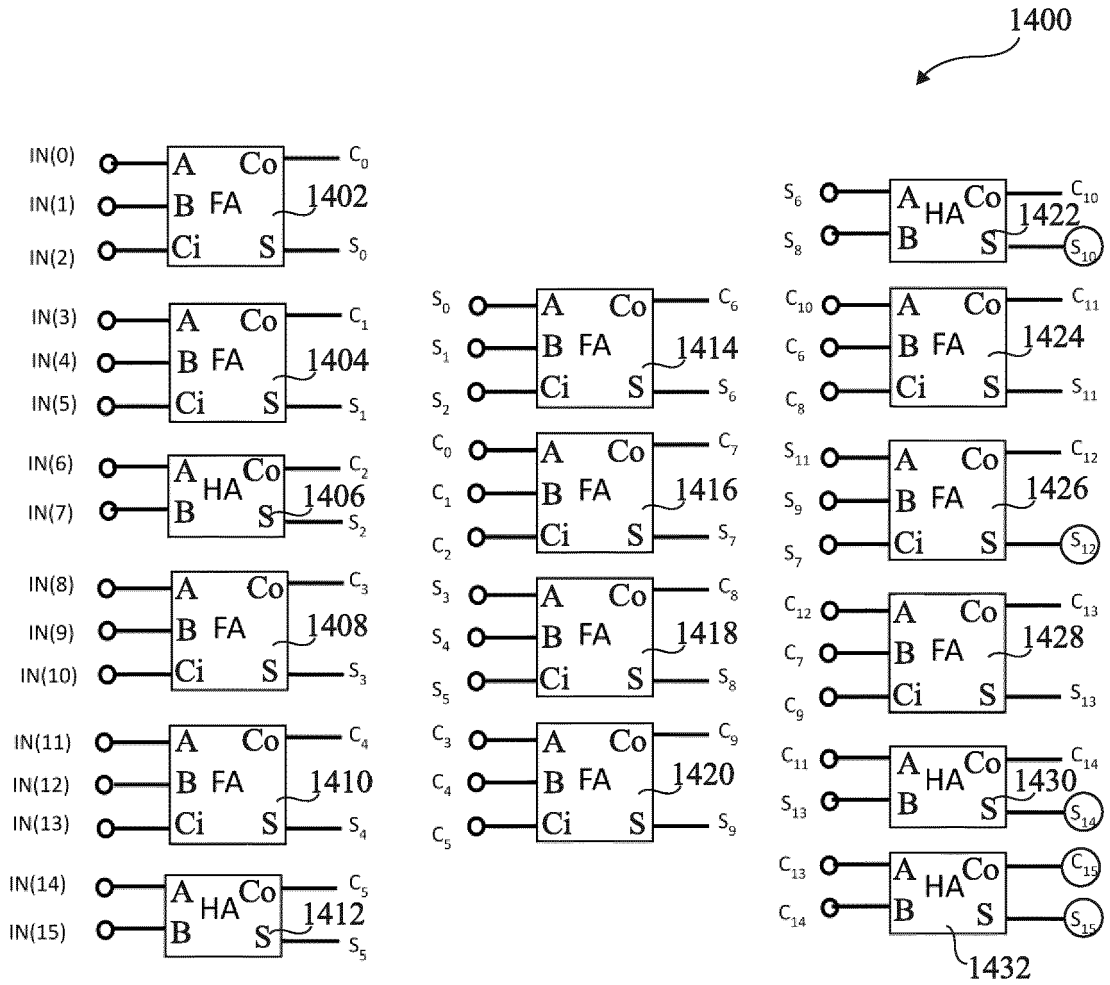 1400
IN(0) A Co C0
IN(1) B FA 1402
IN(2) Ci S S0
IN(3) A Co C1
IN(4) B FA 1404
IN(5) Ci S S1
IN(6) A Co C2
HA 1406
IN(7) B S S2
IN(8) A Co C3
IN(9) B FA 1408
IN(10) Ci S S3
IN(11) A Co C4
IN(12) B FA 1410
IN(13) Ci S S4
IN(14) A Co C5
HA 1412
IN(15) B S S5
S0 A Co C6
S1 B FA 1414
S2 Ci S S6
C0 A Co C7
C1 B FA 1416
C2 Ci S S7
S3 A Co C8
S4 B FA 1418
S5 Ci S S8
C3 A Co C9
C4 B FA 1420
C5 Ci S S9
S6 A Co C10
HA 1422
S8 B S S10
C10 A Co C11
C6 B FA 1424
C8 Ci S S11
S11 A Co C12
S9 B FA 1426
S7 Ci S S12
C12 A Co C13
C7 B FA 1428
C9 Ci S S13
C11 A Co C14
HA 1430
S13 B S S14
C13 A Co C15
HA
C14 B S S15
1432